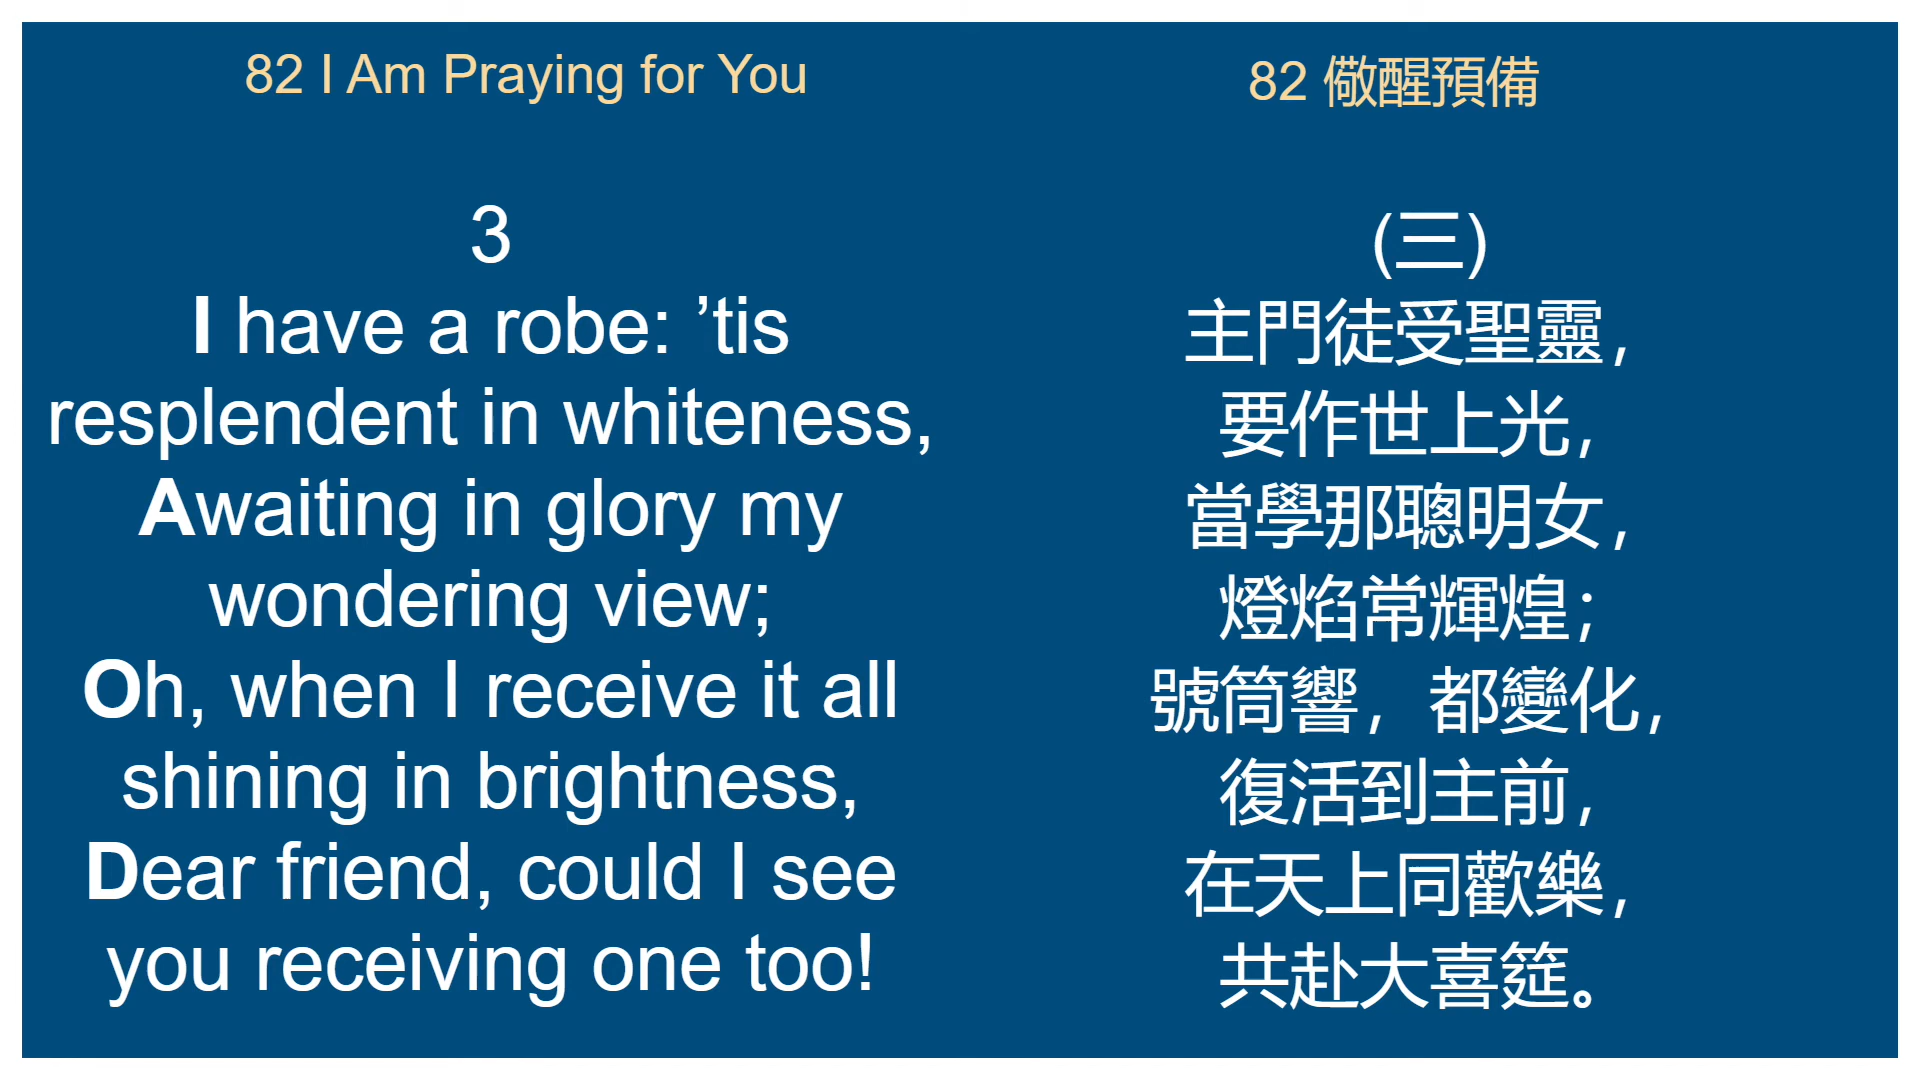 82 I Am Praying for You
3
I have a robe: ’tis
resplendent in whiteness,
Awaiting in glory my
wondering view;
Oh, when I receive it all
shining in brightness,
Dear friend, could I see
you receiving one too!
82 儆醒預備
(三)
主門徒受聖靈，
要作世上光，
當學那聰明女，
燈焰常輝煌；
號筒響，都變化，
復活到主前，
在天上同歡樂，
共赴大喜筵。